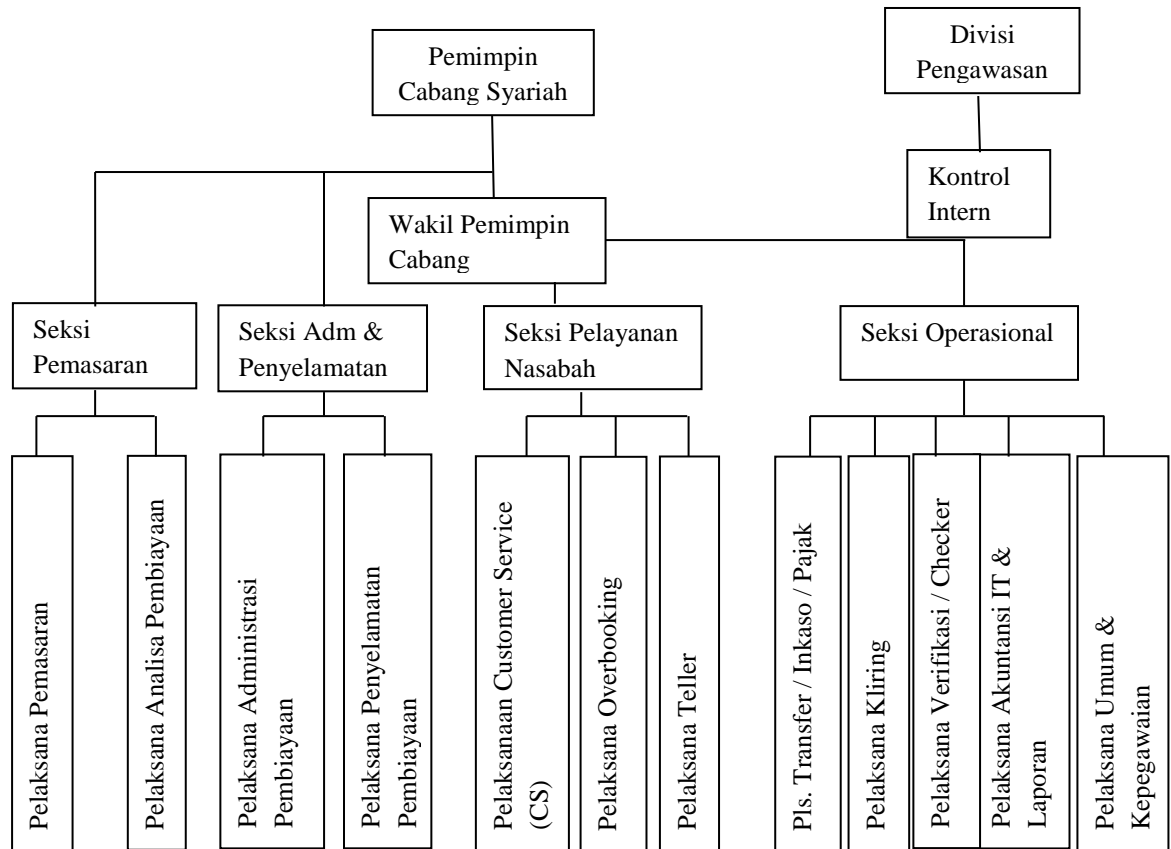 Pemimpin
Cabang Syariah
Divisi
Pengawasan
Kontrol
Intern
Wakil Pemimpin
Cabang
Seksi
Pemasaran
Seksi Adm &
Penyelamatan
Seksi Pelayanan
Nasabah
Seksi Operasional
Pelaksana Pemasaran
Pelaksana Analisa Pembiayaan
Pelaksana Administrasi
Pembiayaan
Pelaksana Penyelamatan
Pembiayaan
Pelaksanaan Customer Service
(CS)
Pelaksana Overbooking
Pelaksana Teller
Pls. Transfer / Inkaso / Pajak
Pelaksana Kliring
Pelaksana Verifikasi / Checker
Pelaksana Akuntansi IT &
Laporan
Pelaksana Umum &
Kepegawaian